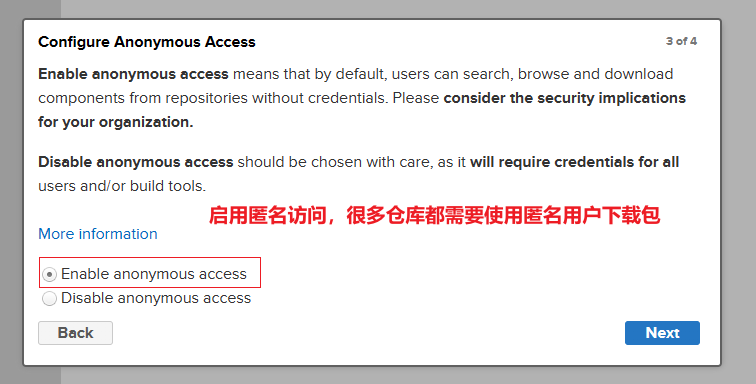 Configure Anonymous Access
3 of 4
Enable anonymous access means that by default, users can search, browse and download
components from repositories without credentials. Please consider the security implications
for your organization.
Disable anonymous access should be chosen with care, as it will require credentials for all
users and/or build tools.
启用匿名访问，很多仓库都需要使用匿名用户下载包
More information
Enable anonymous access
Disable anonymous access
Back
Next